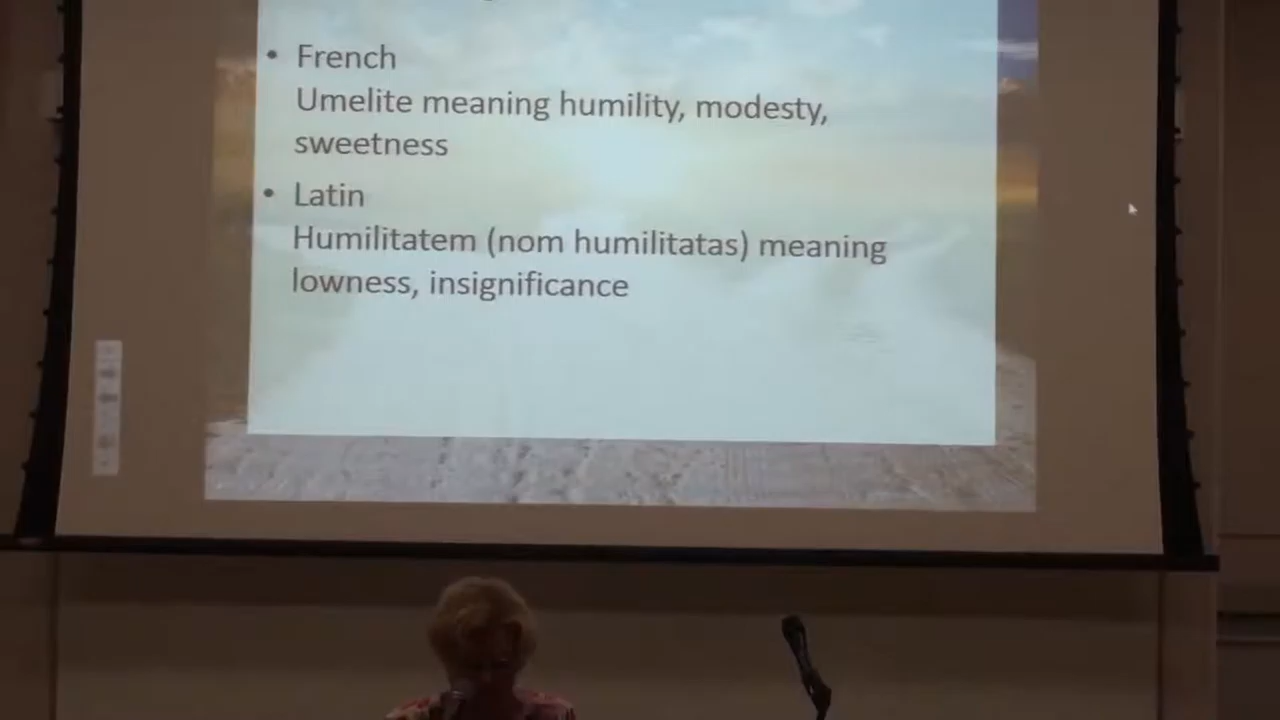 • French
Umelite meaning humility, modesty,
sweetness
• Latin
Humilitatem (nom humilitatas) meaning
lowness, insignificance